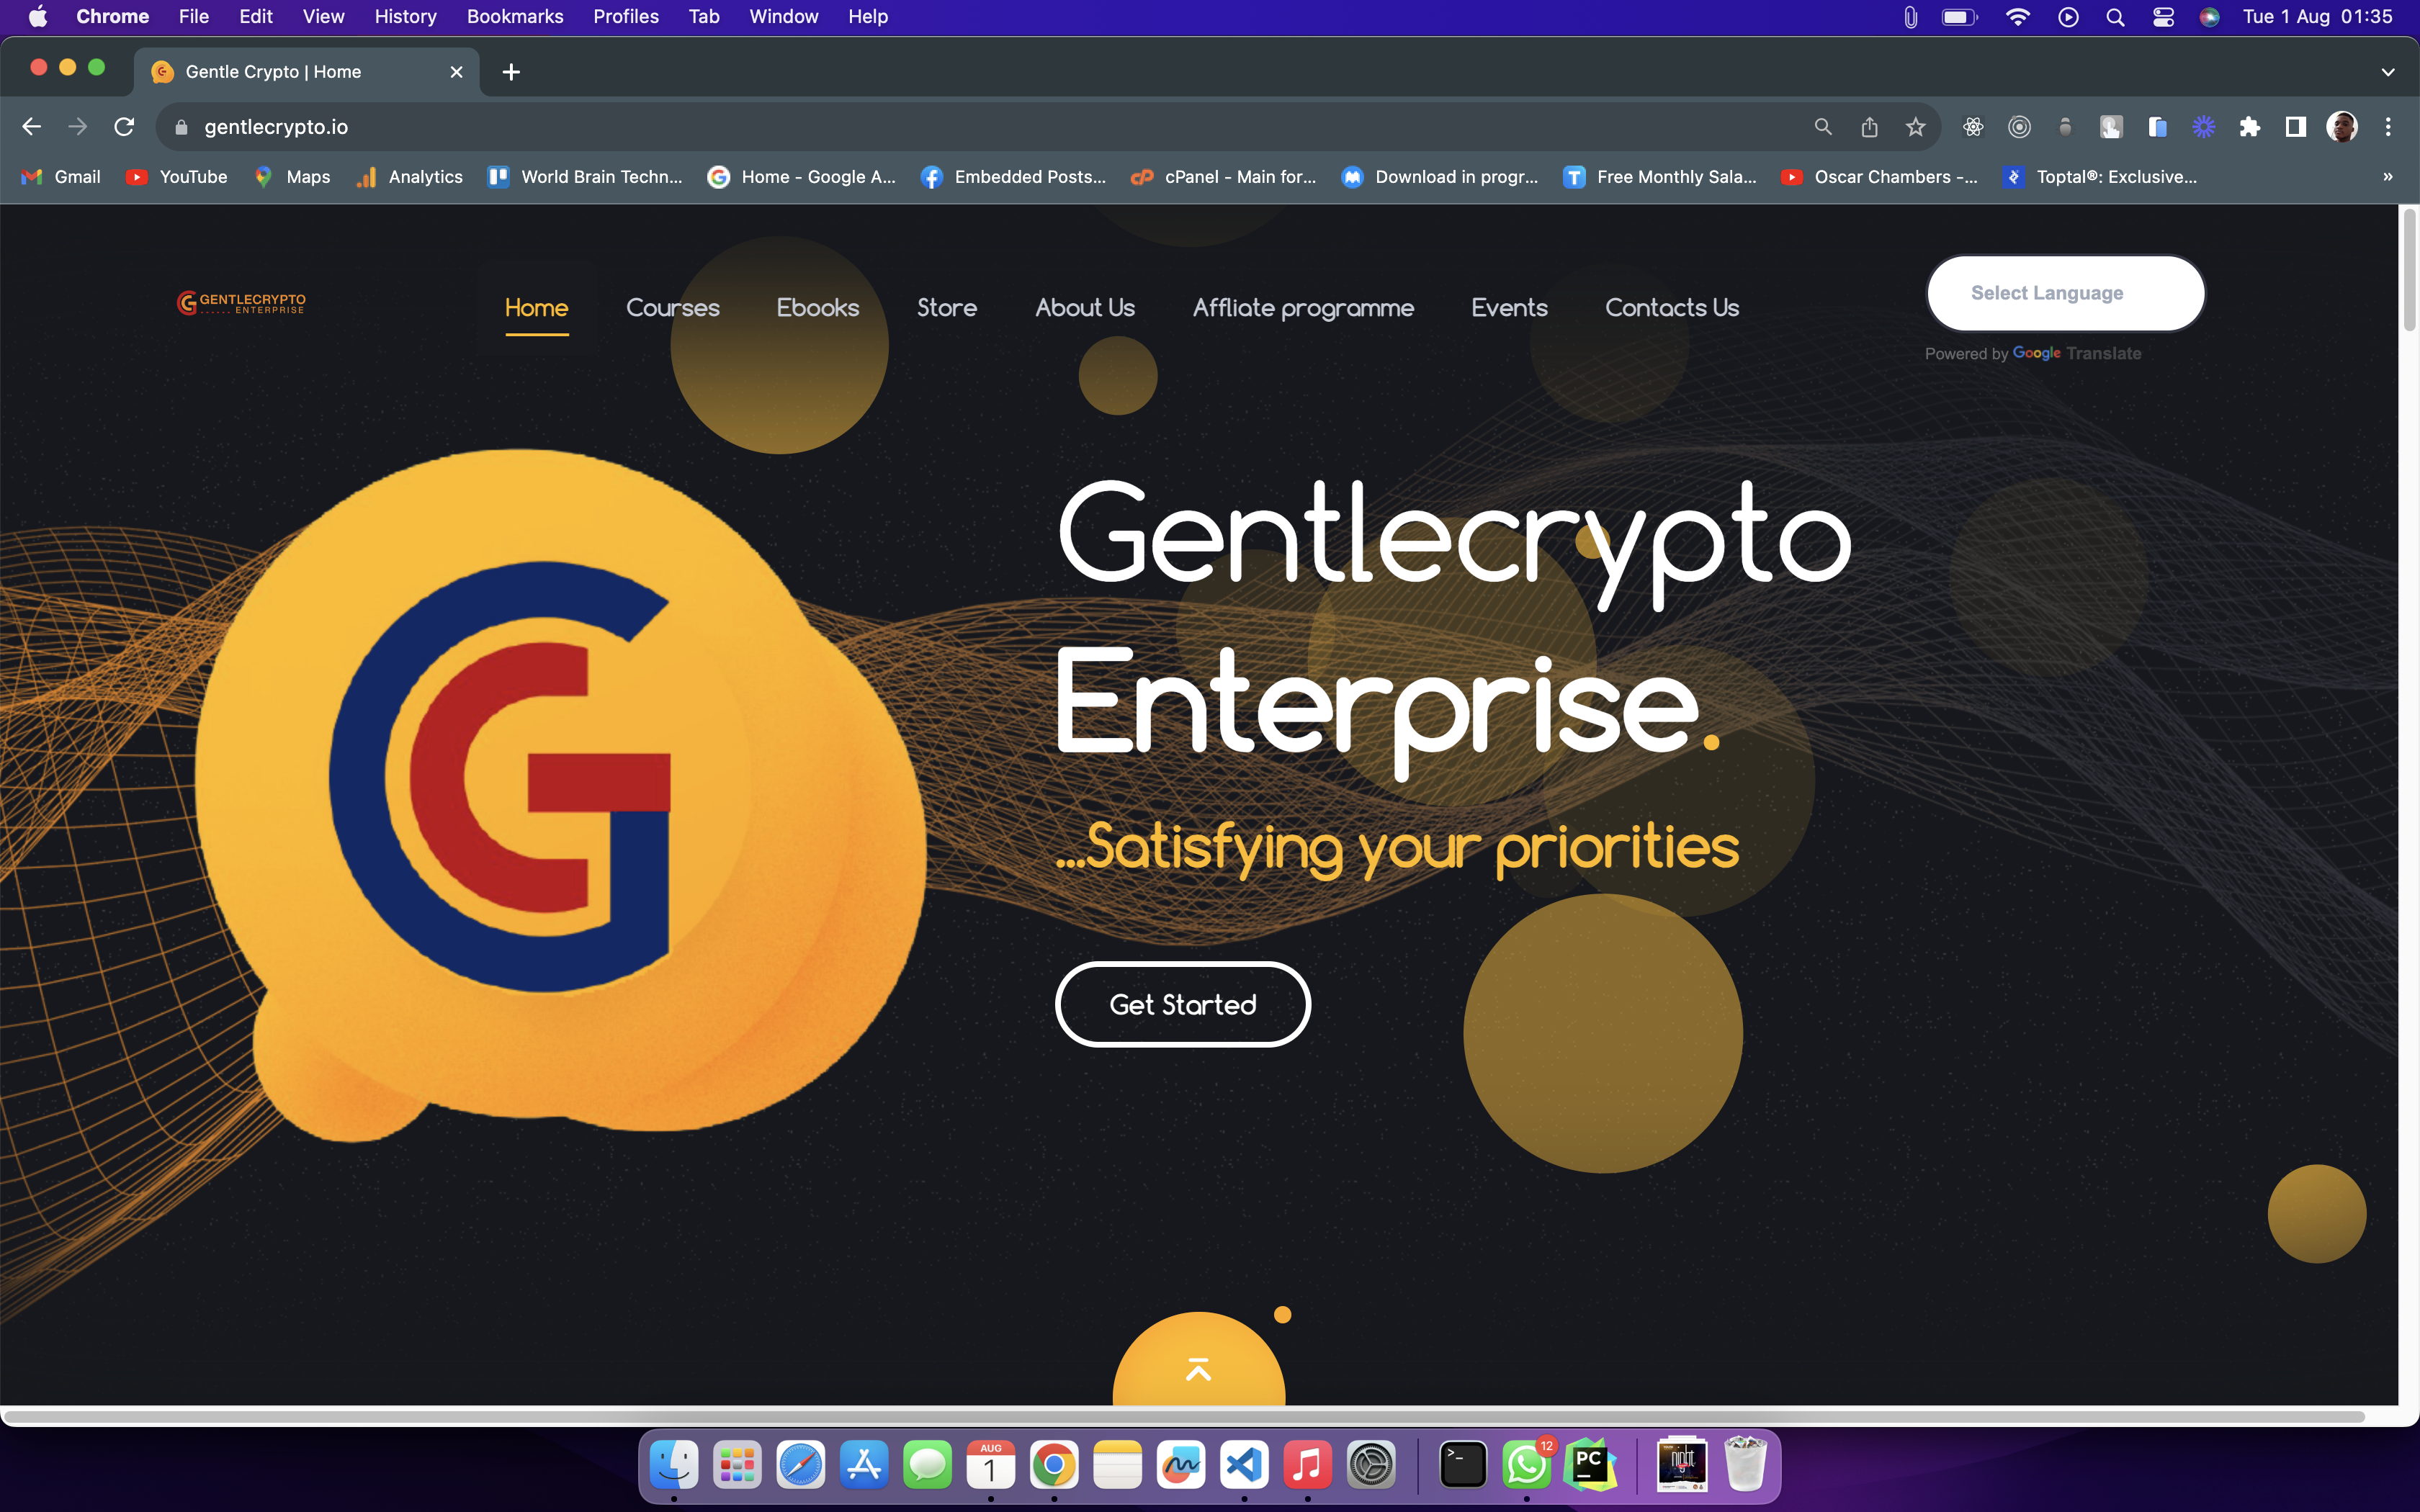 Chrome File Edit View History Bookmarks Profiles Tab Window Help Tue 1 Aug 01:35
Gentle Crypto | Home
gentlecrypto.io
Gmail YouTube Maps Analytics World Brain Techn... Home - Google A... Embedded Posts... cPanel - Main for... Download in progr... Free Monthly Sala... Oscar Chambers -... Toptal®: Exclusive...
GENTLECRYPTO
ENTERPRISE
Home Courses Ebooks Store About Us Affliate programme Events Contacts Us
Select Language
Powered by Google Translate
Gentlecrypto
Enterprise.
...Satisfying your priorities
Get Started
AUG
1
12
PC
night